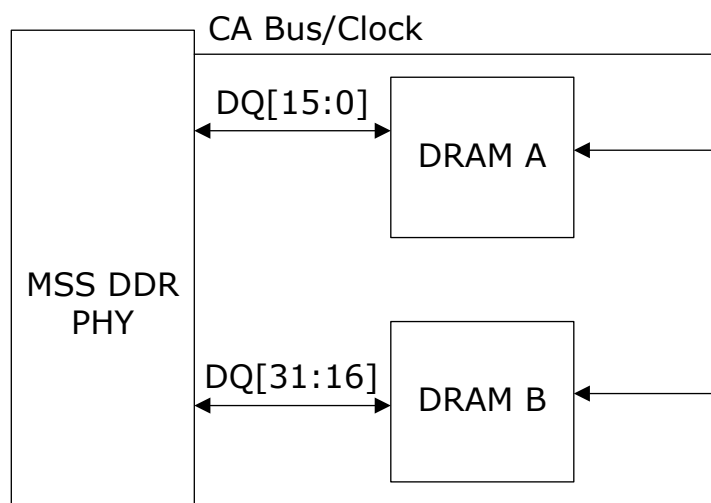 CA Bus/Clock
DQ[15:0]
DRAM A
MSS DDR
PHY
DQ[31:16]
DRAM B